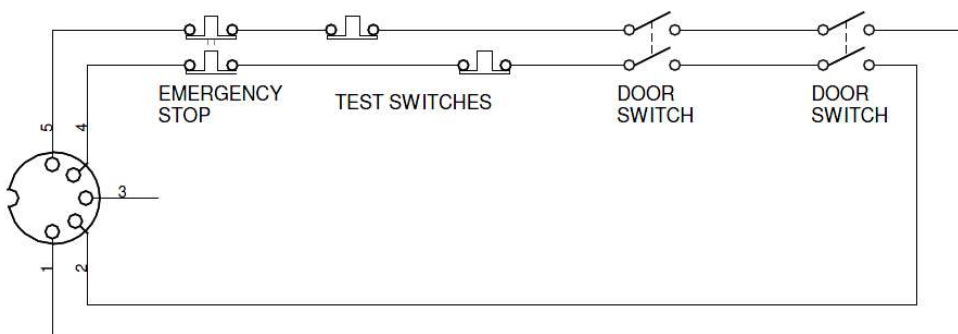 EMERGENCY
STOP
TEST SWITCHES
DOOR
SWITCH
DOOR
SWITCH
5
4
3
1
2